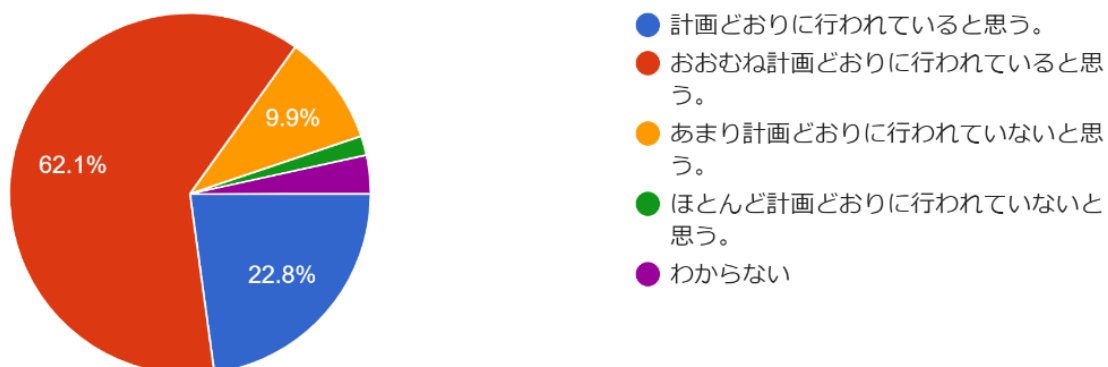 計画どおりに行われていると思う。
おおむね計画どおりに行われていると思
う。
あまり計画どおりに行われていないと思
う。
ほとんど計画どおりに行われていないと
思う。
わからない
9.9%
62.1%
22.8%